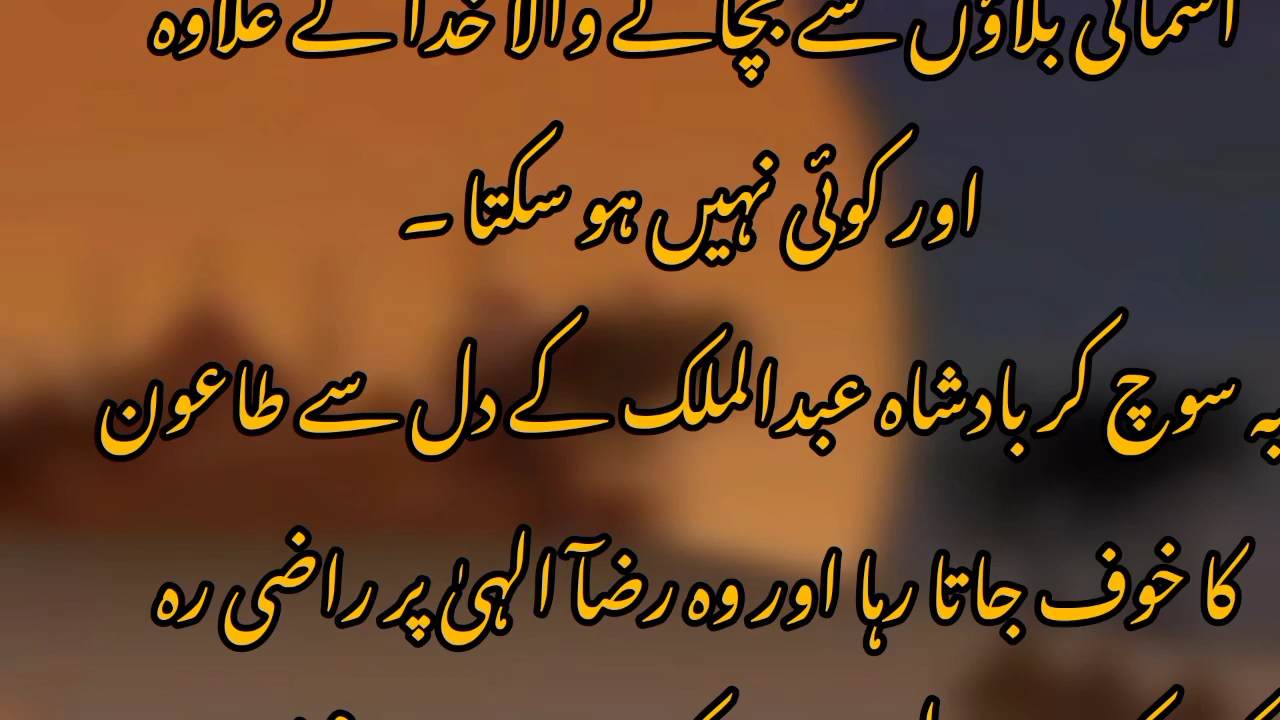 آسمانی بلاؤں سے بچانے والا خدا کے علاوہ
اور کوئی نہیں ہو سکتا ۔
یہ سوچ کر بادشاہ عبدالملک کے دل سے طاعون
کا خوف جاتا رہا اور وہ رضآ الہیٰ پر راضی رہ